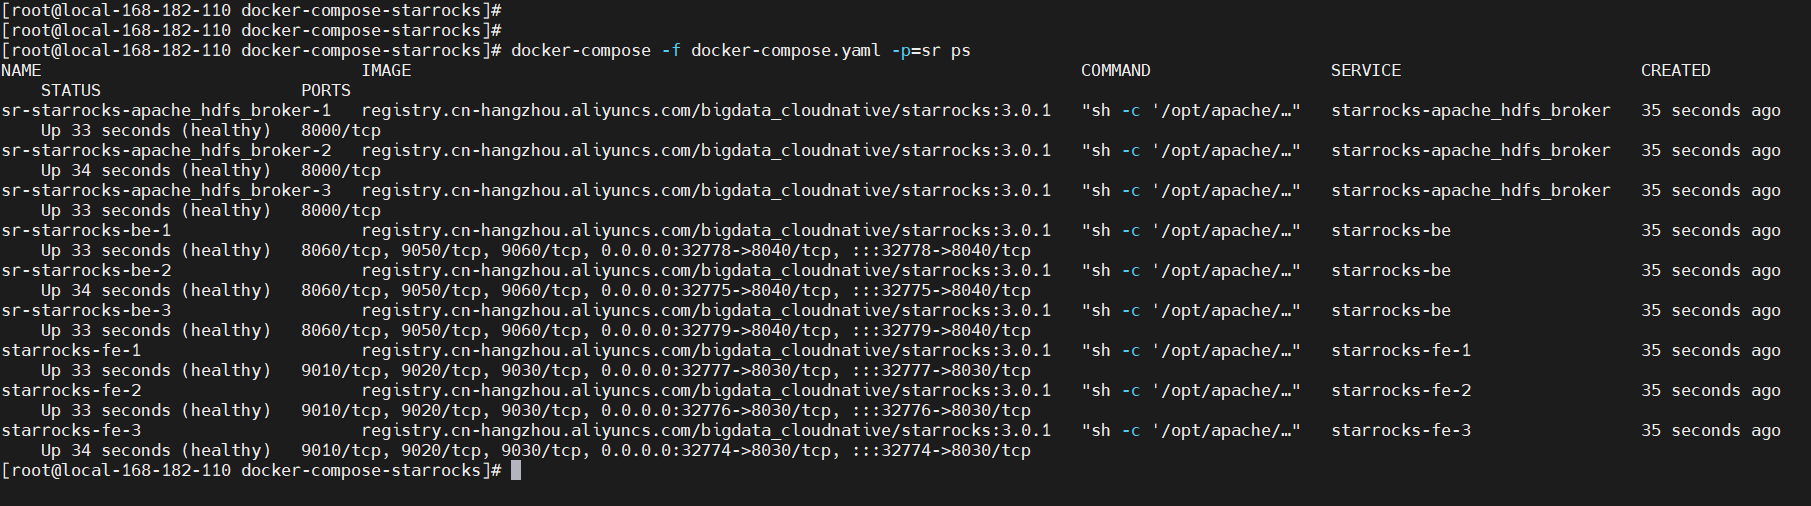 [root@local-168-182-110 docker-compose-starrocks]#
[root@local-168-182-110 docker-compose-starrocks]#
[root@local-168-182-110 docker-compose-starrocks]# docker-compose -f docker-compose.yaml -p=sr ps
NAME IMAGE COMMAND SERVICE CREATED
STATUS PORTS
sr-starrocks-apache_hdfs_broker-1 registry.cn-hangzhou.aliyuncs.com/bigdata_cloudnative/starrocks:3.0.1 "sh -c '/opt/apache/…" starrocks-apache_hdfs_broker 35 seconds ago
Up 33 seconds (healthy) 8000/tcp
sr-starrocks-apache_hdfs_broker-2 registry.cn-hangzhou.aliyuncs.com/bigdata_cloudnative/starrocks:3.0.1 "sh -c '/opt/apache/…" starrocks-apache_hdfs_broker 35 seconds ago
Up 34 seconds (healthy) 8000/tcp
sr-starrocks-apache_hdfs_broker-3 registry.cn-hangzhou.aliyuncs.com/bigdata_cloudnative/starrocks:3.0.1 "sh -c '/opt/apache/…" starrocks-apache_hdfs_broker 35 seconds ago
Up 33 seconds (healthy) 8000/tcp
sr-starrocks-be-1 registry.cn-hangzhou.aliyuncs.com/bigdata_cloudnative/starrocks:3.0.1 "sh -c '/opt/apache/…" starrocks-be 35 seconds ago
Up 33 seconds (healthy) 8060/tcp, 9050/tcp, 9060/tcp, 0.0.0.0:32778->8040/tcp, :::32778->8040/tcp
sr-starrocks-be-2 registry.cn-hangzhou.aliyuncs.com/bigdata_cloudnative/starrocks:3.0.1 "sh -c '/opt/apache/…" starrocks-be 35 seconds ago
Up 34 seconds (healthy) 8060/tcp, 9050/tcp, 9060/tcp, 0.0.0.0:32775->8040/tcp, :::32775->8040/tcp
sr-starrocks-be-3 registry.cn-hangzhou.aliyuncs.com/bigdata_cloudnative/starrocks:3.0.1 "sh -c '/opt/apache/…" starrocks-be 35 seconds ago
Up 33 seconds (healthy) 8060/tcp, 9050/tcp, 9060/tcp, 0.0.0.0:32779->8040/tcp, :::32779->8040/tcp
starrocks-fe-1 registry.cn-hangzhou.aliyuncs.com/bigdata_cloudnative/starrocks:3.0.1 "sh -c '/opt/apache/…" starrocks-fe-1 35 seconds ago
Up 33 seconds (healthy) 9010/tcp, 9020/tcp, 9030/tcp, 0.0.0.0:32777->8030/tcp, :::32777->8030/tcp
starrocks-fe-2 registry.cn-hangzhou.aliyuncs.com/bigdata_cloudnative/starrocks:3.0.1 "sh -c '/opt/apache/…" starrocks-fe-2 35 seconds ago
Up 33 seconds (healthy) 9010/tcp, 9020/tcp, 9030/tcp, 0.0.0.0:32776->8030/tcp, :::32776->8030/tcp
starrocks-fe-3 registry.cn-hangzhou.aliyuncs.com/bigdata_cloudnative/starrocks:3.0.1 "sh -c '/opt/apache/…" starrocks-fe-3 35 seconds ago
Up 34 seconds (healthy) 9010/tcp, 9020/tcp, 9030/tcp, 0.0.0.0:32774->8030/tcp, :::32774->8030/tcp
[root@local-168-182-110 docker-compose-starrocks]#